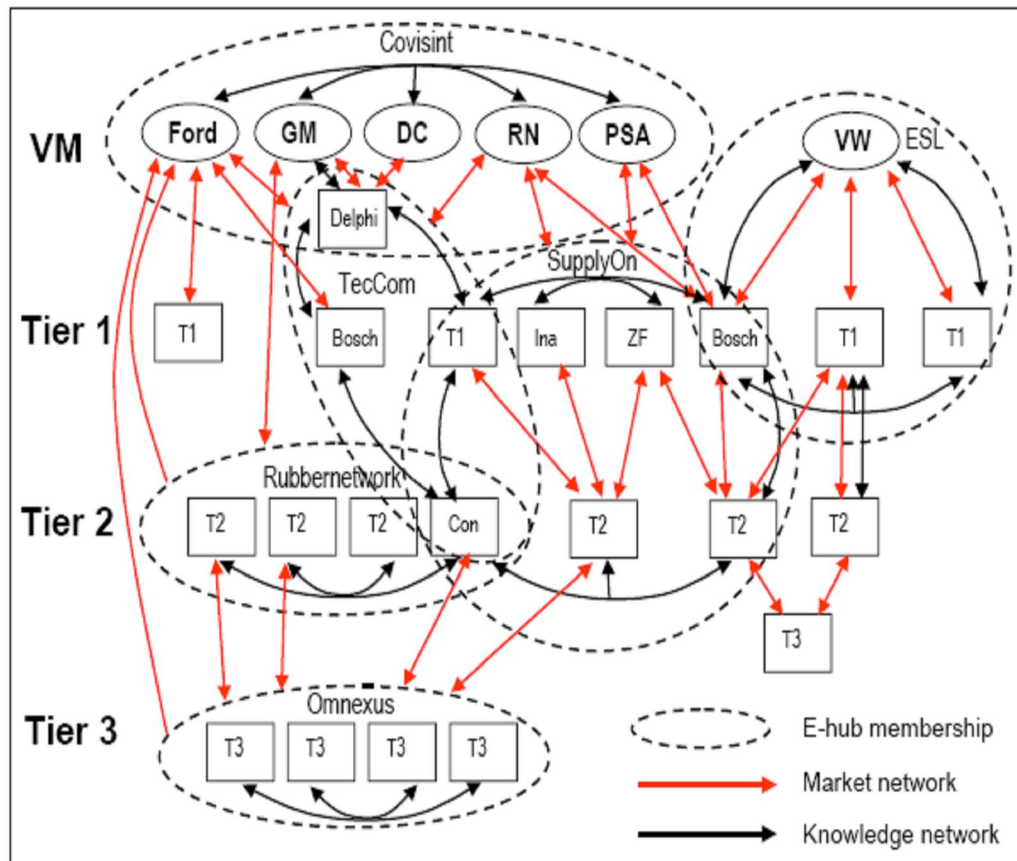 Covisint
VM
Ford
GM
DC
RN
PSA
VW
ESL
Delphi
SupplyOn
TecCom
Tier 1
T1
Bosch
T1
Ina
ZF
Bosch
T1
T1
Rubbernetwork
Tier 2
T2
T2
T2
Con
T2
T2
T2
T3
Omnexus
Tier 3
T3
T3
T3
T3
E-hub membership
Market network
Knowledge network